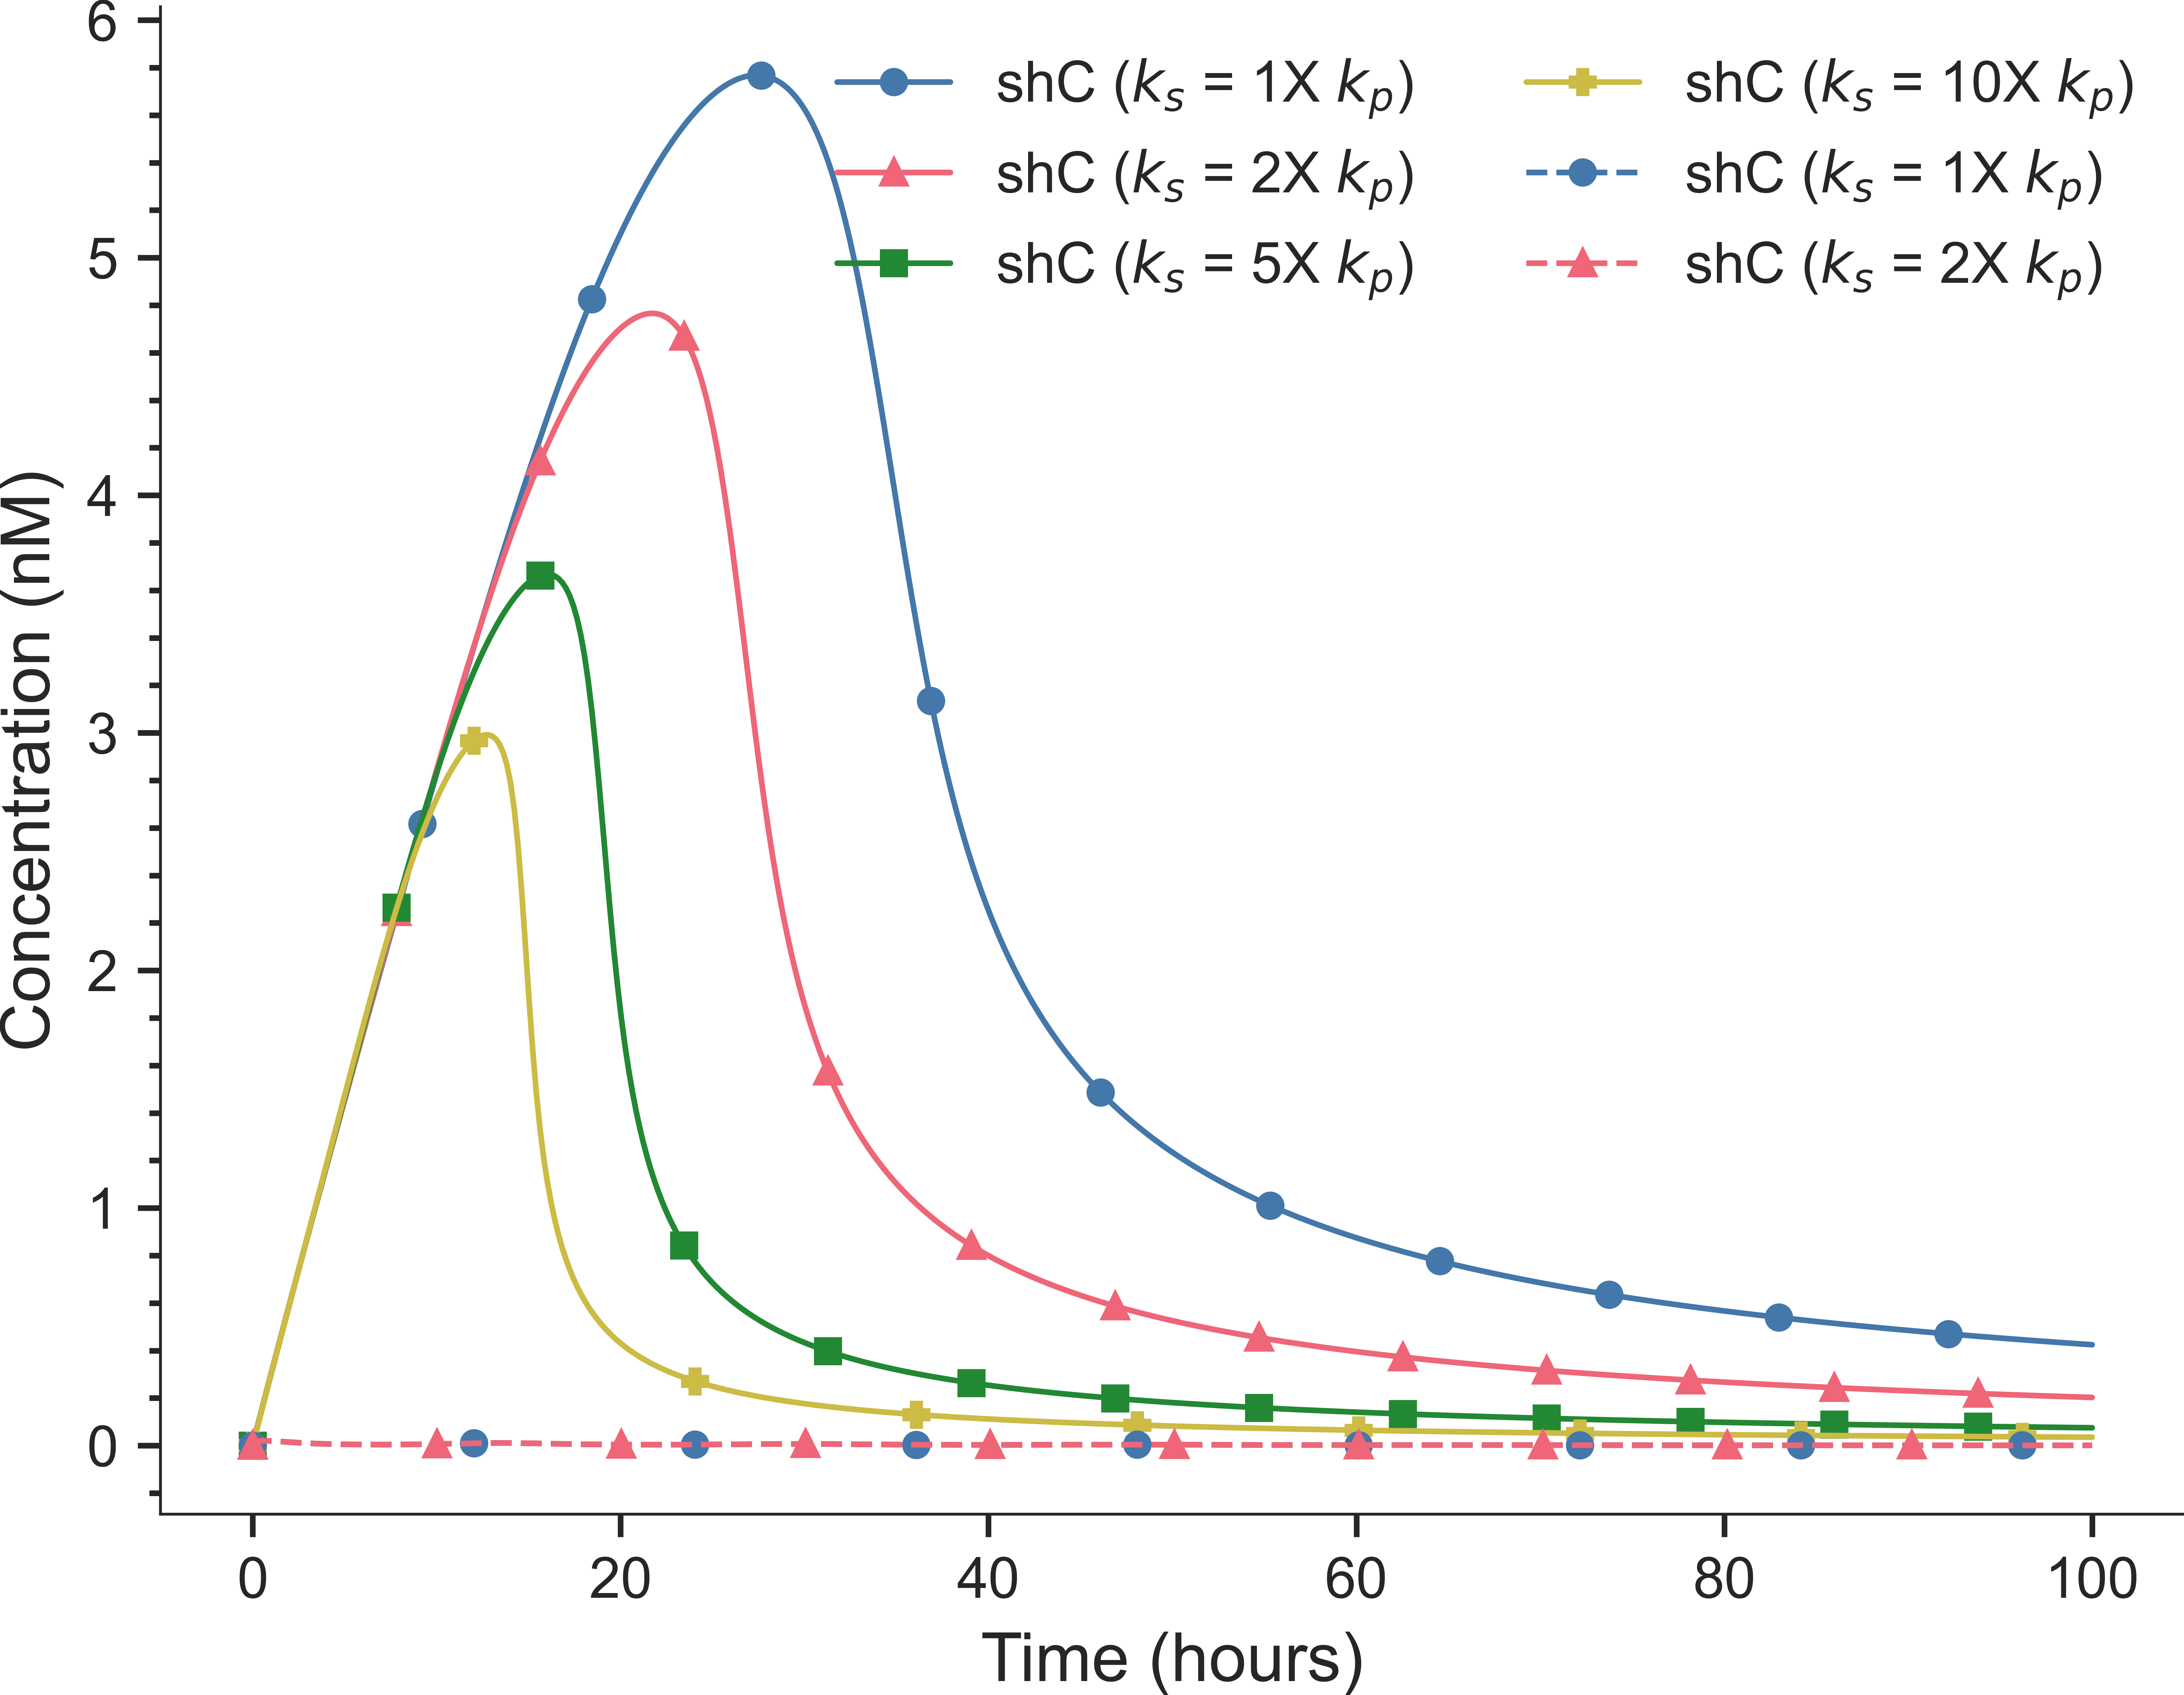 6
5
4
3
2
1
0
Concentration (nM)
shC (ks = 1X kp)
shC (ks = 2X kp)
shC (ks = 5X kp)
shC (ks = 10X kp)
shC (ks = 1X kp)
shC (ks = 2X kp)
0 20 40 60 80 100
Time (hours)